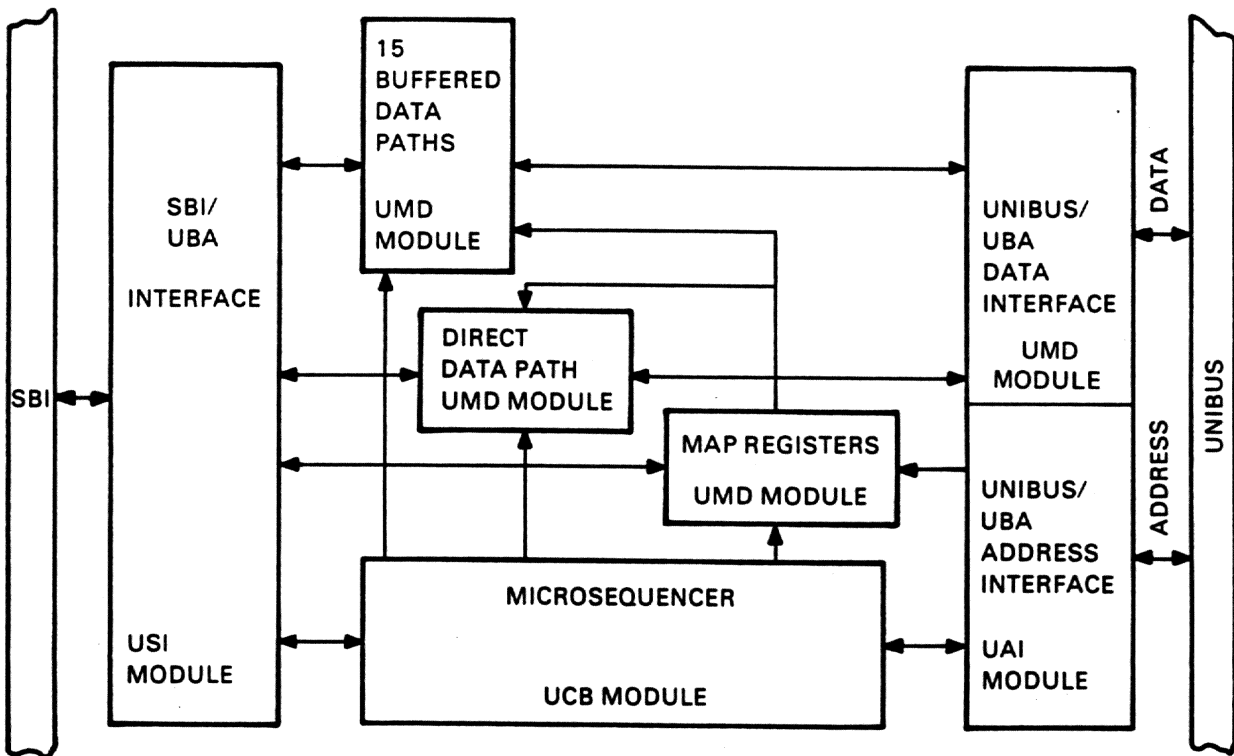 SBI
SBI/
UBA
INTERFACE
USI
MODULE
15
BUFFERED
DATA
PATHS
UMD
MODULE
DIRECT
DATA PATH
UMD MODULE
MAP REGISTERS
UMD MODULE
MICROSEQUENCER
UCB MODULE
UNIBUS/
UBA
DATA
INTERFACE
UMD
MODULE
UNIBUS/
UBA
ADDRESS
INTERFACE
UAI
MODULE
DATA
ADDRESS
UNIBUS